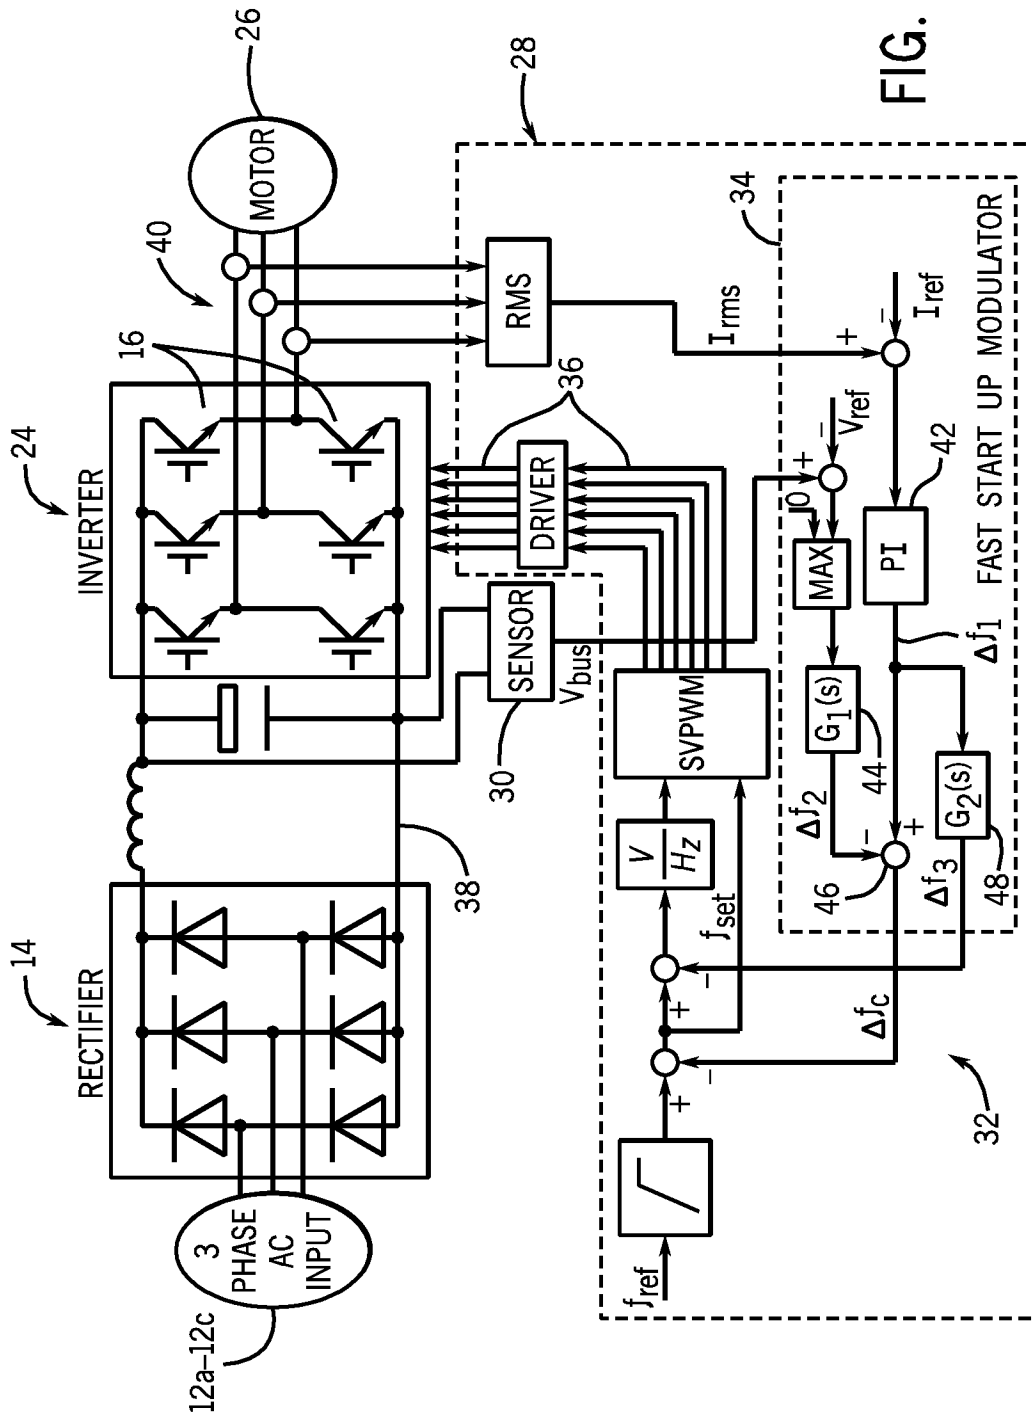 12a–12c
3
PHASE
AC
INPUT
14
RECTIFIER
38
24
INVERTER
16
40
MOTOR
26
SENSOR
30
Vbus
DRIVER
36
RMS
28
Irms
fref
+
–
+
–
fset
V
Hz
SVPWM
32
Δfc
34
+
–
Vref
0
MAX
G1(s)
44
Δf2
–
+
46
+
–
Iref
PI
42
Δf1
G2(s)
48
Δf3
FAST START UP MODULATOR
FIG.